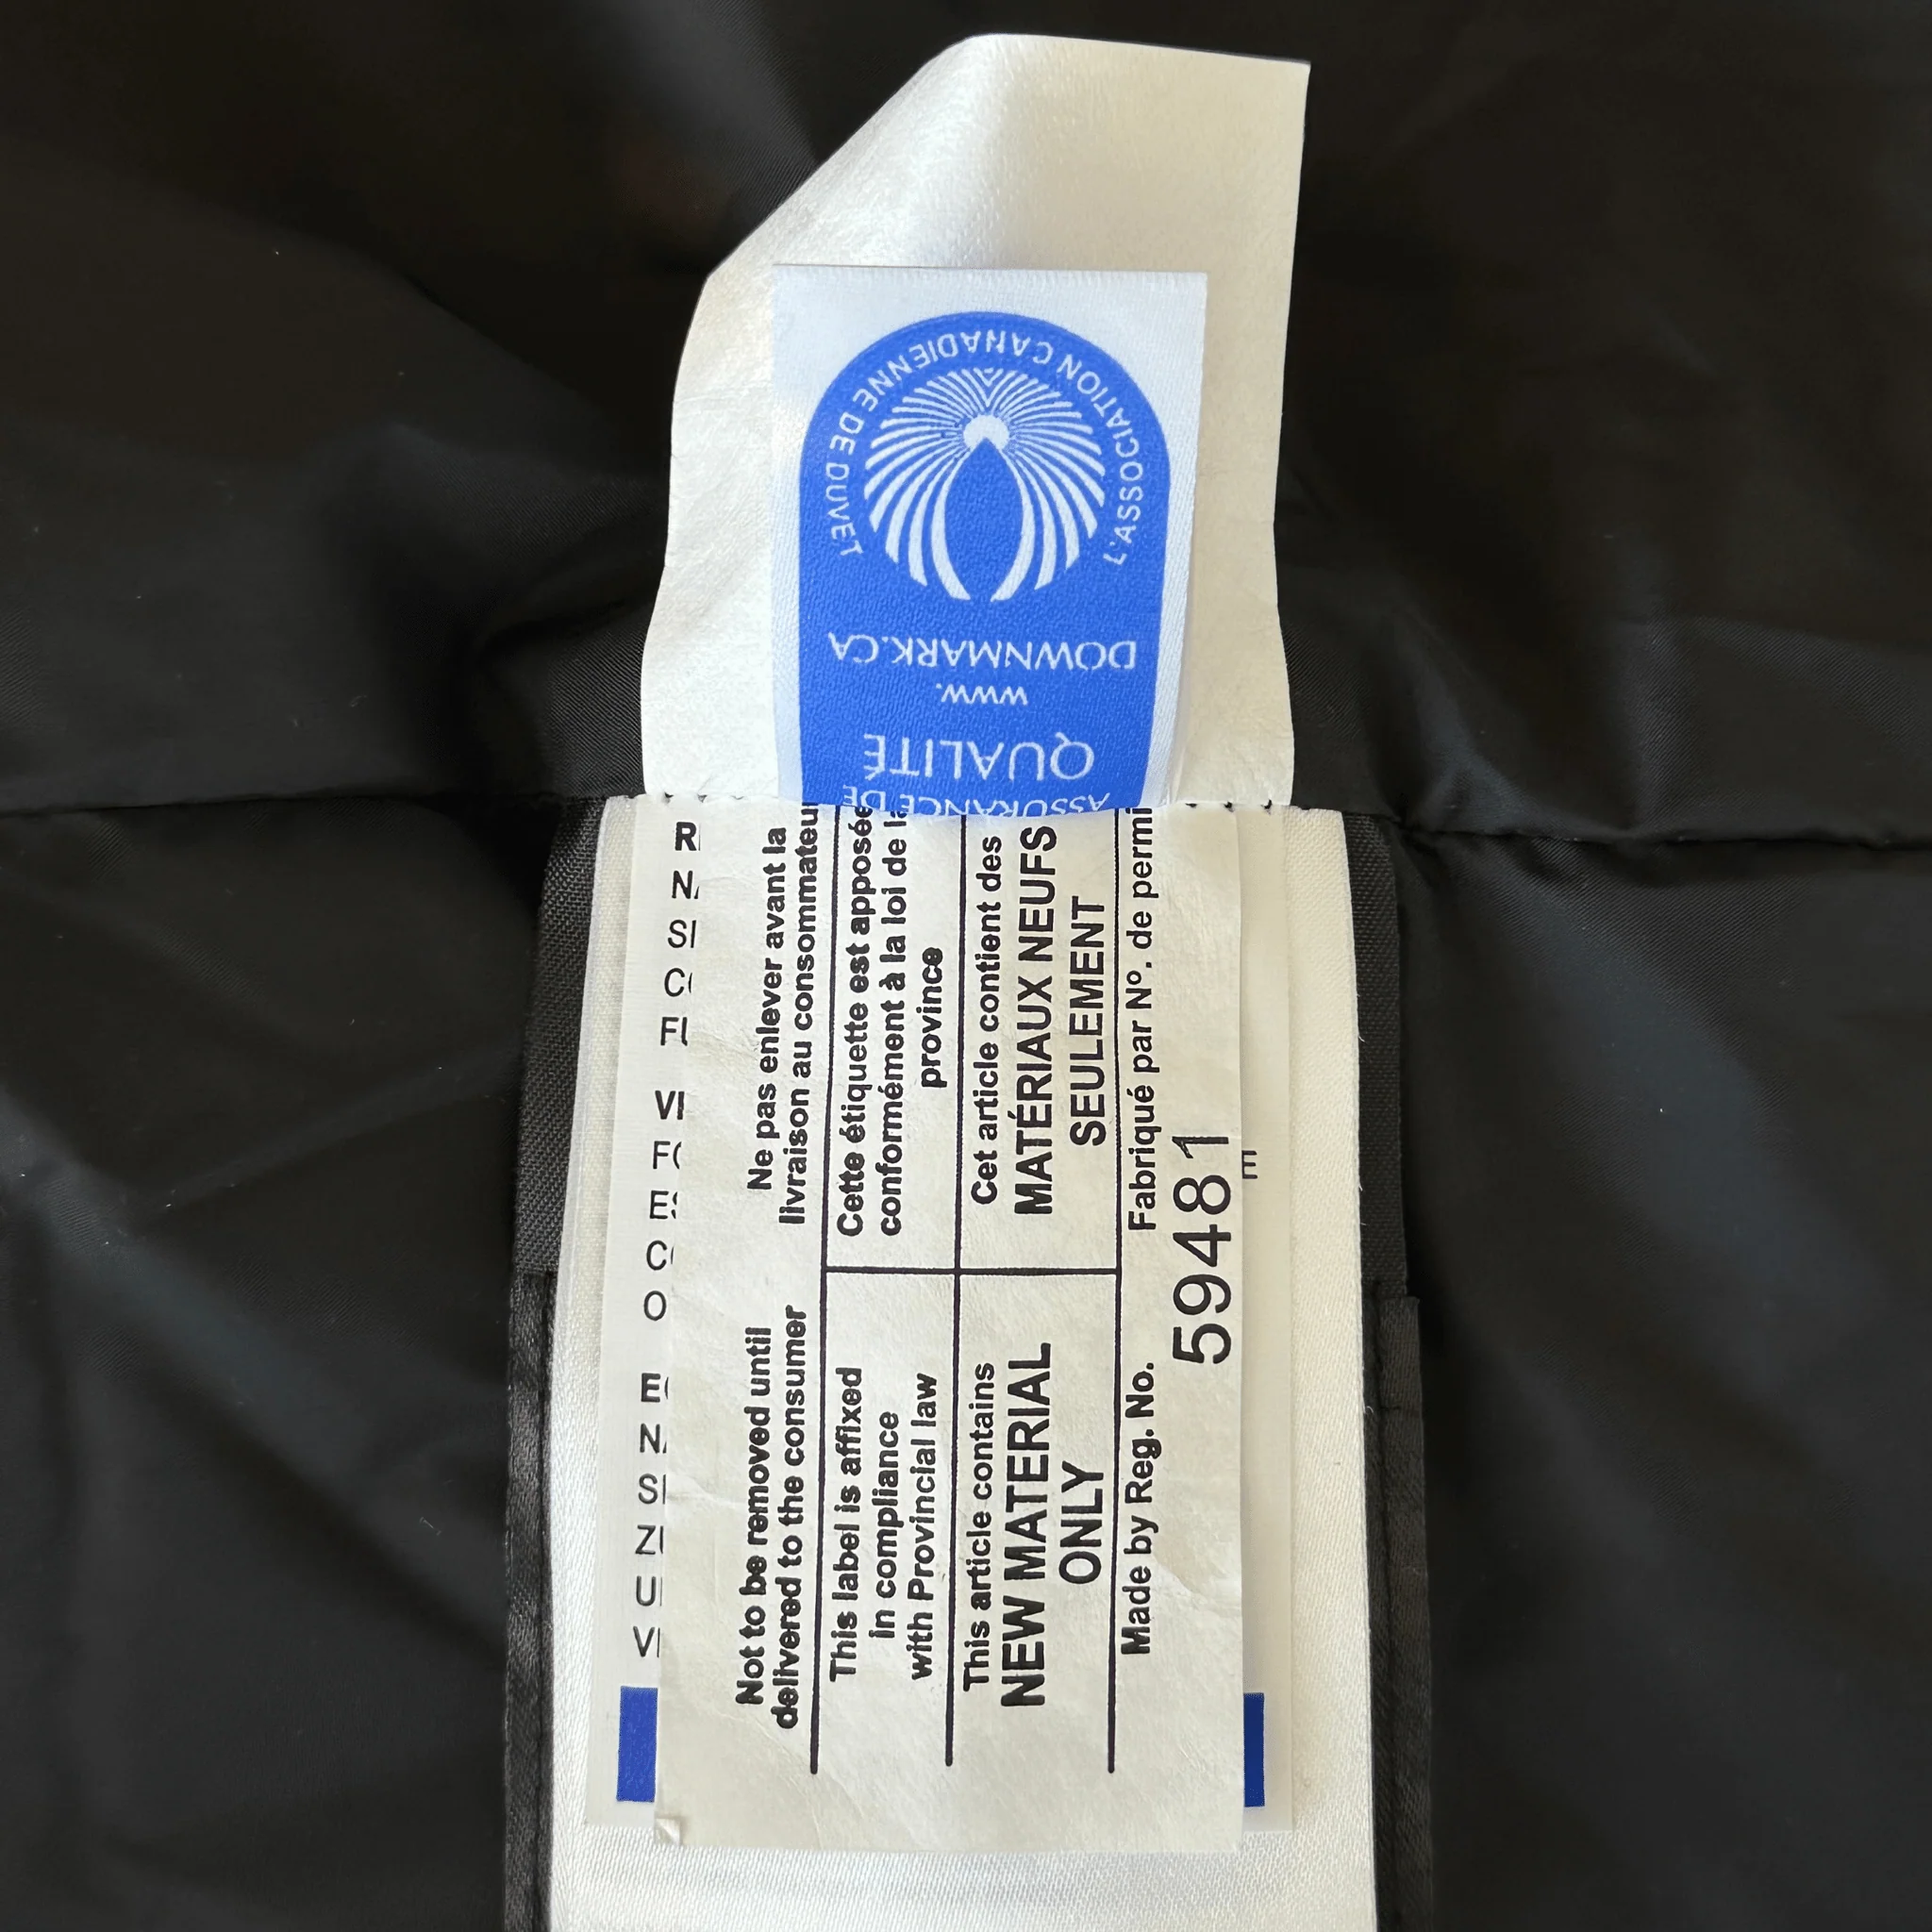 L'ASSOCIATION CANADIENNE DE DUVET
DOWNMARK.CA
www.
QUALITÉ
ASSURANCE DE
Not to be removed until
delivered to the consumer
Ne pas enlever avant la
livraison au consommateu
This label is affixed
in compliance
with Provincial law
Cette étiquette est apposée
conformément à la loi de la
province
This article contains
NEW MATERIAL
ONLY
Cet article contient des
MATÉRIAUX NEUFS
SEULEMENT
Made by Reg. No.
Fabriqué par Nº. de permi
59481
E